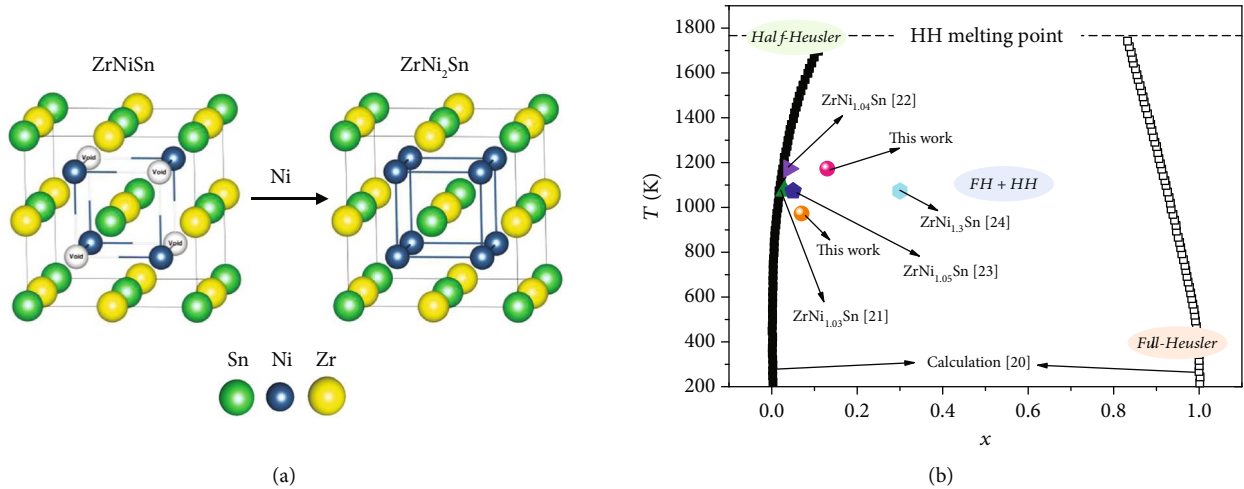 ZrNiSn
ZrNi₂Sn
Void
Void
Void
Void
Ni
Sn Ni Zr
(a)
1800
1600
1400
1200
1000
800
600
400
200
T (K)
Half-Heusler
HH melting point
ZrNi₁.₀₄Sn [22]
This work
FH + HH
ZrNi₁.₃Sn [24]
This work
ZrNi₁.₀₅Sn [23]
ZrNi₁.₀₃Sn [21]
Full-Heusler
Calculation [20]
0.0 0.2 0.4 0.6 0.8 1.0
x
(b)